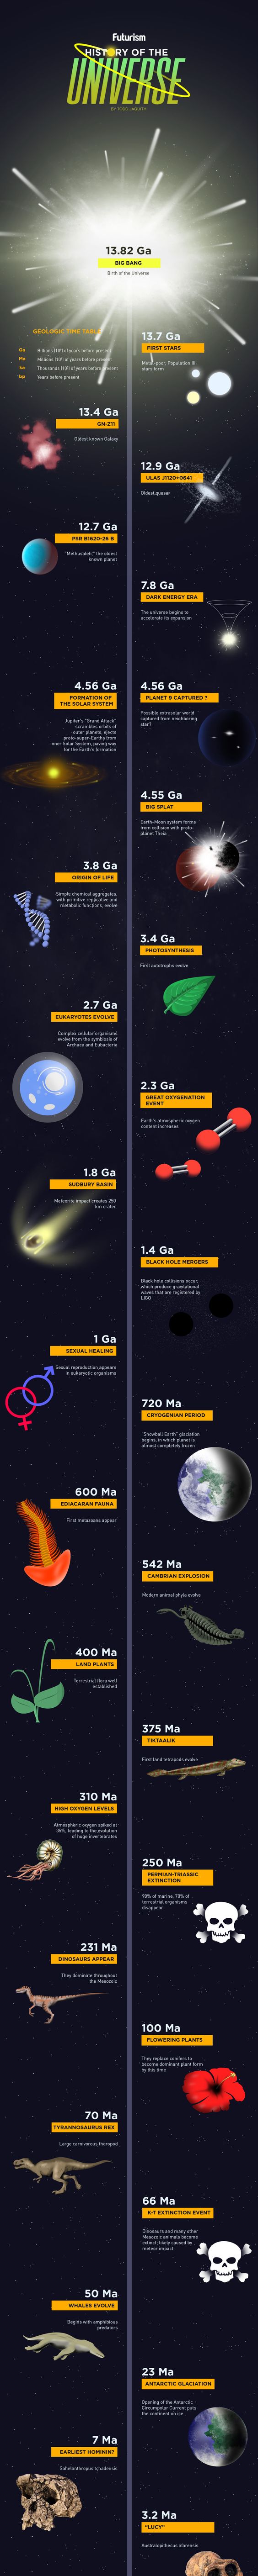 Futurism
HISTORY OF THE
UNIVERSE
BY TODD JAQUITH
13.82 Ga
BIG BANG
Birth of the Universe
GEOLOGIC TIME TABLE
Ga Billions (10⁹) of years before present
Ma Millions (10⁶) of years before present
ka Thousands (10³) of years before present
bp Years before present
13.7 Ga
FIRST STARS
Metal-poor, Population III
stars form
13.4 Ga
GN-Z11
Oldest known Galaxy
12.9 Ga
ULAS J1120+0641
Oldest quasar
12.7 Ga
PSR B1620-26 B
"Methuselah;" the oldest
known planet
7.8 Ga
DARK ENERGY ERA
The universe begins to
accelerate its expansion
4.56 Ga
FORMATION OF
THE SOLAR SYSTEM
Jupiter's "Grand Attack"
scrambles orbits of
outer planets, ejects
proto-super-Earths from
inner Solar System, paving way
for the Earth's formation
4.56 Ga
PLANET 9 CAPTURED ?
Possible extrasolar world
captured from neighboring
star?
4.55 Ga
BIG SPLAT
Earth-Moon system forms
from collision with proto-
planet Theia
3.8 Ga
ORIGIN OF LIFE
Simple chemical aggregates,
with primitive replicative and
metabolic functions, evolve
3.4 Ga
PHOTOSYNTHESIS
First autotrophs evolve
2.7 Ga
EUKARYOTES EVOLVE
Complex cellular organisms
evolve from the symbiosis of
Archaea and Eubacteria
2.3 Ga
GREAT OXYGENATION
EVENT
Earth's atmospheric oxygen
content increases
1.8 Ga
SUDBURY BASIN
Meteorite impact creates 250
km crater
1.4 Ga
BLACK HOLE MERGERS
Black hole collisions occur,
which produce gravitational
waves that are registered by
LIGO
1 Ga
SEXUAL HEALING
Sexual reproduction appears
in eukaryotic organisms
720 Ma
CRYOGENIAN PERIOD
"Snowball Earth" glaciation
begins, in which planet is
almost completely frozen
600 Ma
EDIACARAN FAUNA
First metazoans appear
542 Ma
CAMBRIAN EXPLOSION
Modern animal phyla evolve
400 Ma
LAND PLANTS
Terrestrial flora well
established
375 Ma
TIKTAALIK
First land tetrapods evolve
310 Ma
HIGH OXYGEN LEVELS
Atmospheric oxygen spiked at
35%, leading to the evolution
of huge invertebrates
250 Ma
PERMIAN-TRIASSIC
EXTINCTION
90% of marine, 70% of
terrestrial organisms
disappear
231 Ma
DINOSAURS APPEAR
They dominate throughout
the Mesozoic
100 Ma
FLOWERING PLANTS
They replace conifers to
become dominant plant form
by this time
70 Ma
TYRANNOSAURUS REX
Large carnivorous theropod
66 Ma
K-T EXTINCTION EVENT
Dinosaurs and many other
Mesozoic animals become
extinct; likely caused by
meteor impact
50 Ma
WHALES EVOLVE
Begins with amphibious
predators
23 Ma
ANTARCTIC GLACIATION
Opening of the Antarctic
Circumpolar Current puts
the continent on ice
7 Ma
EARLIEST HOMININ?
Sahelanthropus tchadensis
3.2 Ma
"LUCY"
Australopithecus afarensis